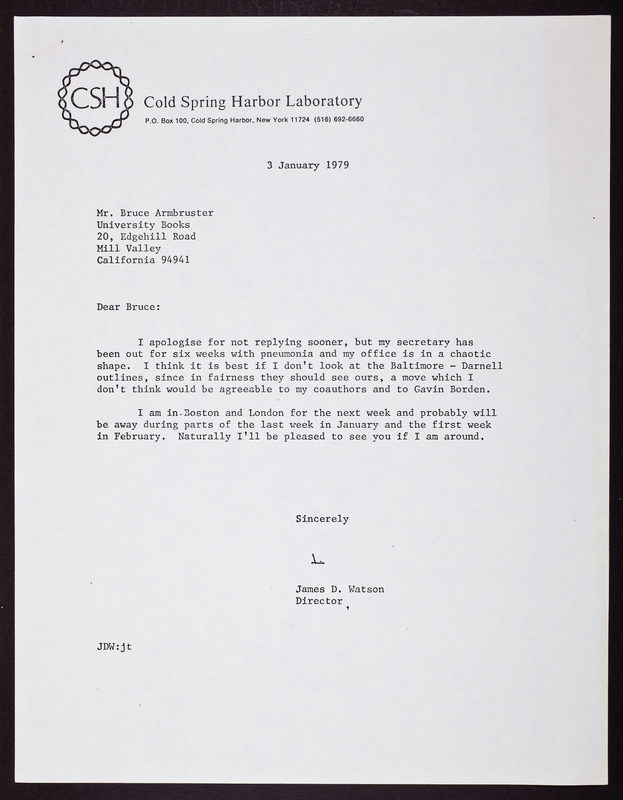 CSH
Cold Spring Harbor Laboratory
P.O. Box 100, Cold Spring Harbor, New York 11724 (516) 692-6660
3 January 1979
Mr. Bruce Armbruster
University Books
20, Edgehill Road
Mill Valley
California 94941
Dear Bruce:
I apologise for not replying sooner, but my secretary has
been out for six weeks with pneumonia and my office is in a chaotic
shape. I think it is best if I don't look at the Baltimore - Darnell
outlines, since in fairness they should see ours, a move which I
don't think would be agreeable to my coauthors and to Gavin Borden.
I am in Boston and London for the next week and probably will
be away during parts of the last week in January and the first week
in February. Naturally I'll be pleased to see you if I am around.
Sincerely
James D. Watson
Director
JDW:jt